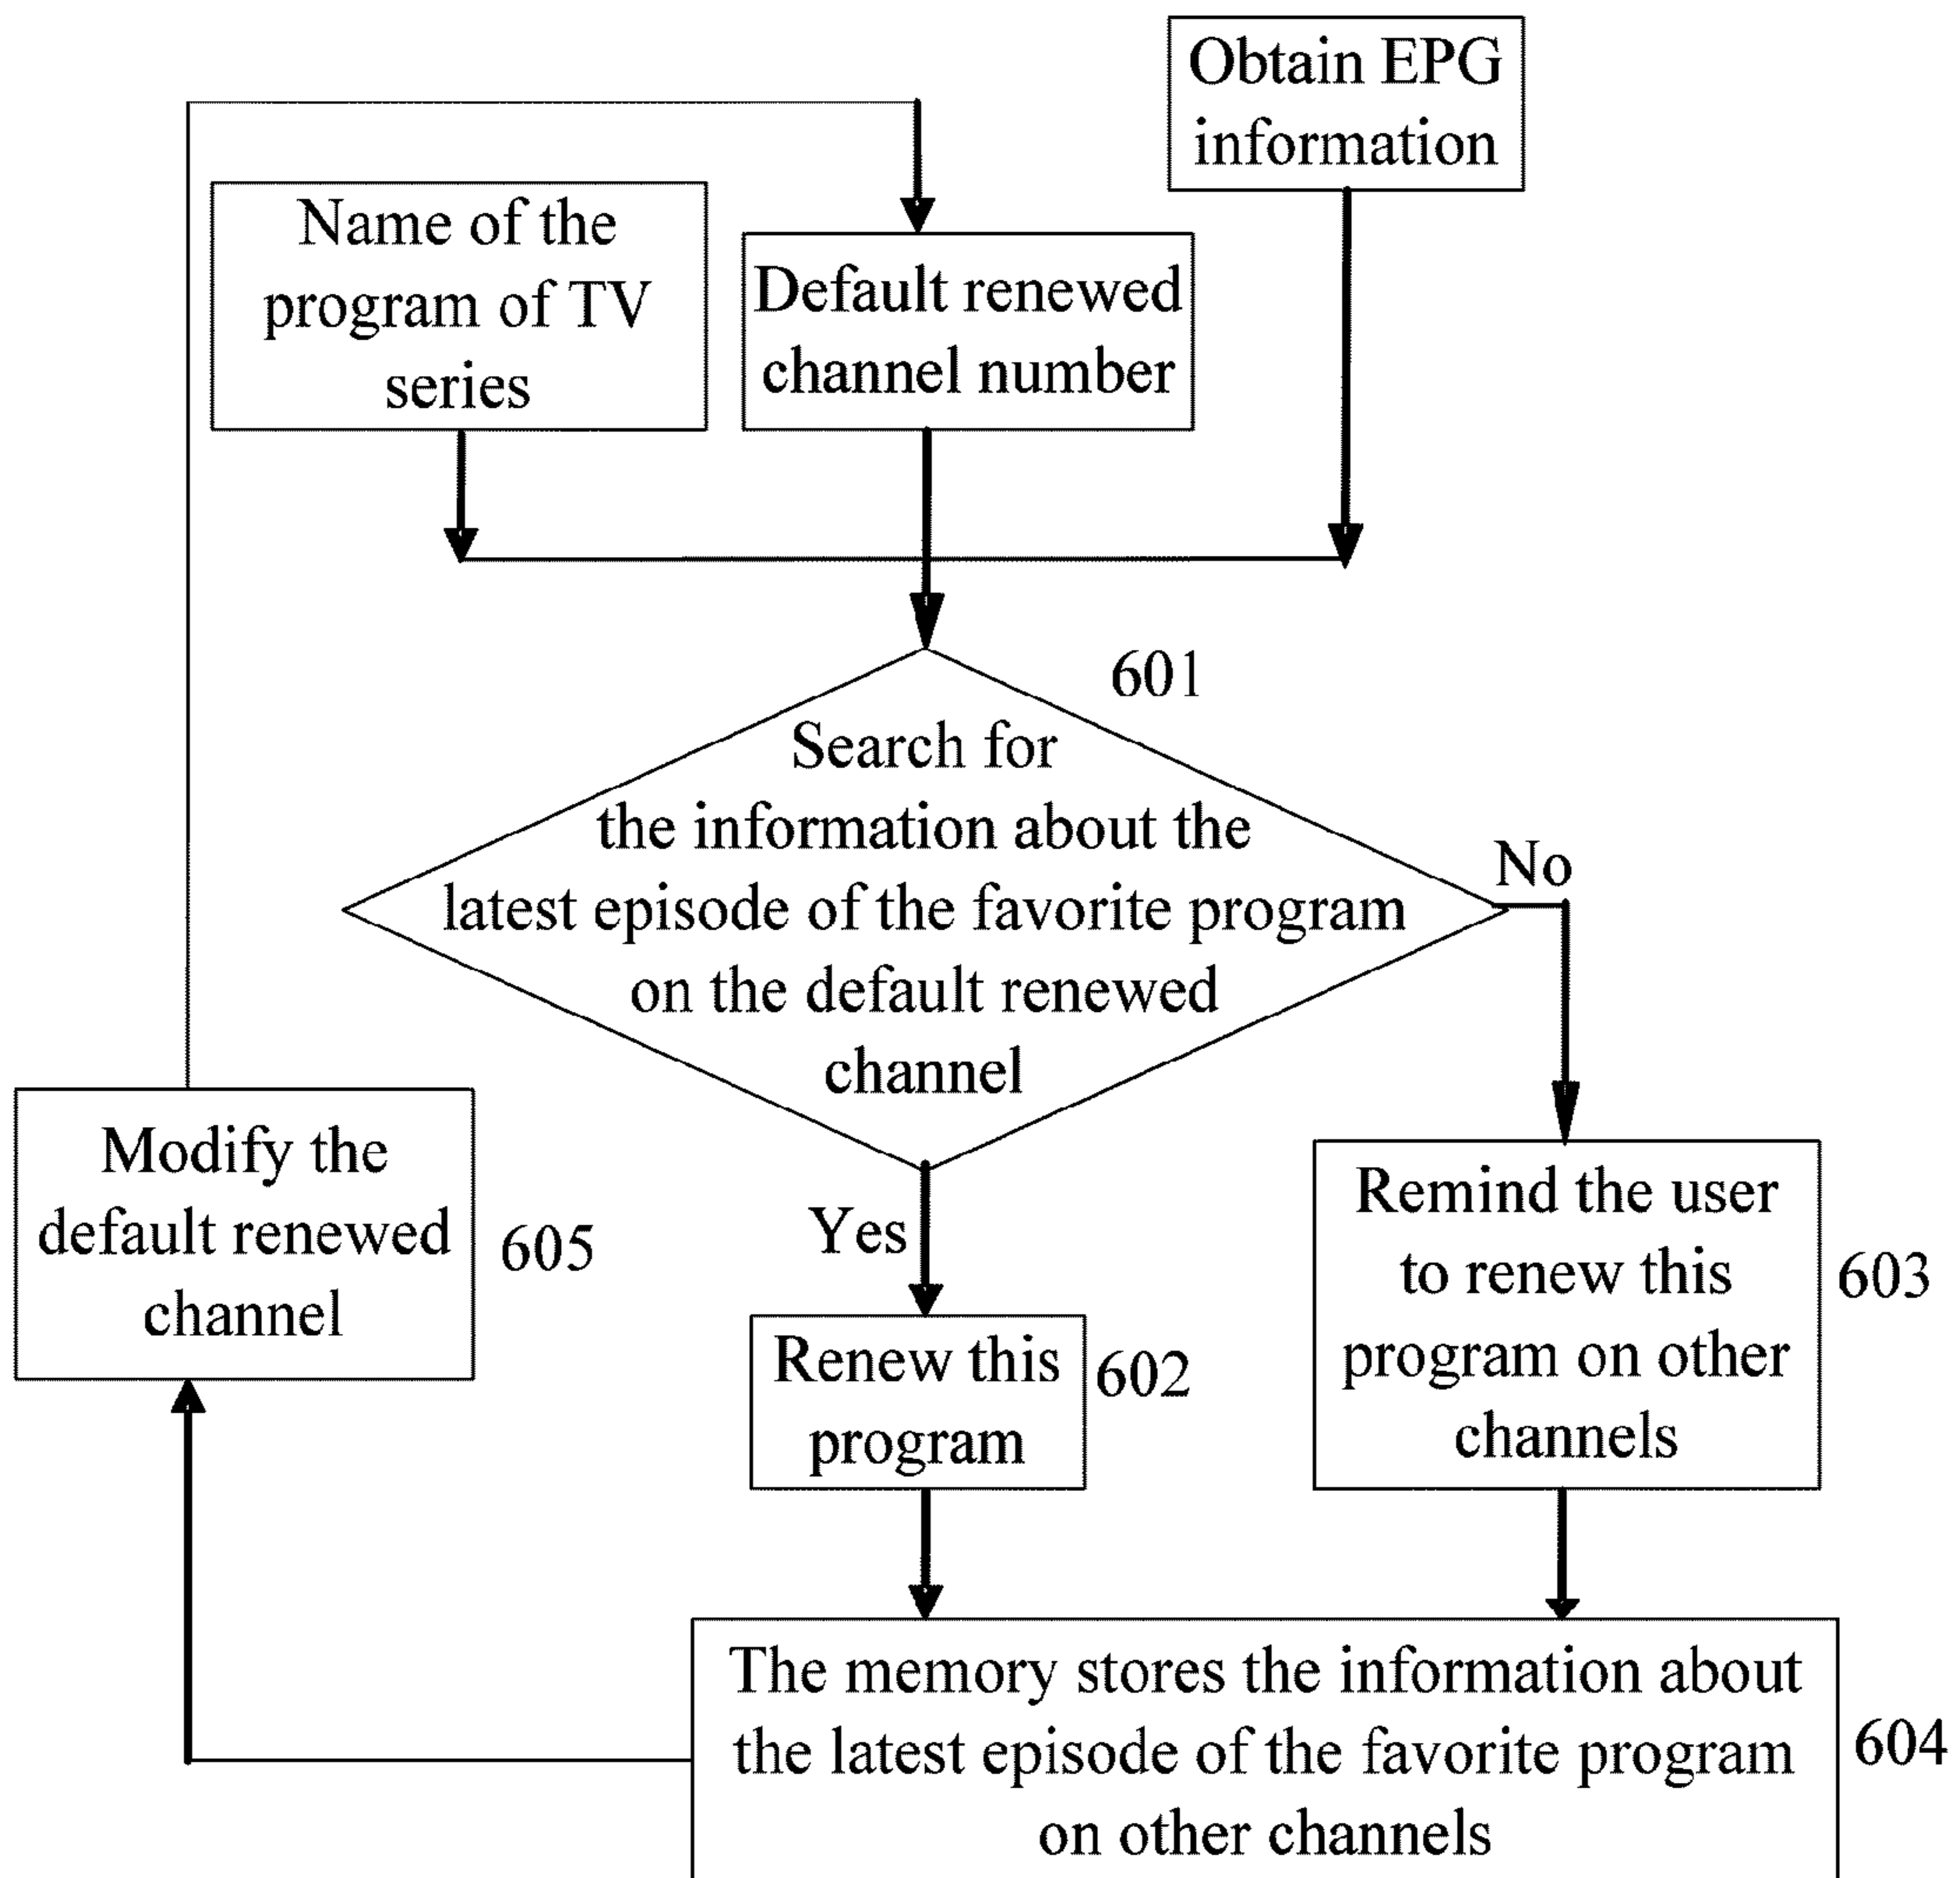 Obtain EPG
information
Name of the
program of TV
series
Default renewed
channel number
601
Search for
the information about the
latest episode of the favorite program
on the default renewed
channel
No
Yes
Modify the
default renewed
channel
605
Renew this
program
602
Remind the user
to renew this
program on other
channels
603
The memory stores the information about
the latest episode of the favorite program
on other channels
604